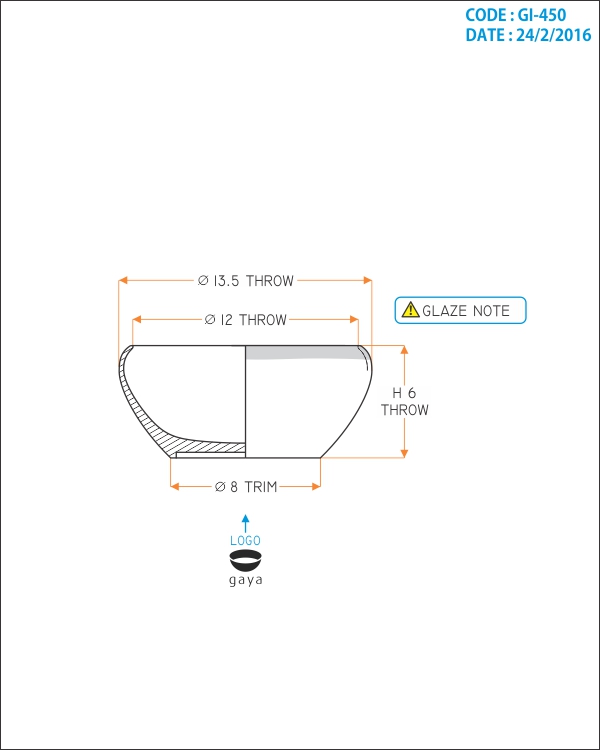 CODE : GI-450
DATE : 24/2/2016
Ø 13.5 THROW
Ø 12 THROW
GLAZE NOTE
H 6
THROW
Ø 8 TRIM
LOGO
gaya